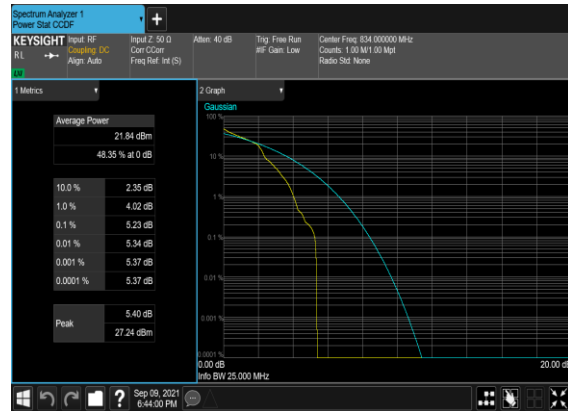 Spectrum Analyzer 1
Power Stat CCDF
+
KEYSIGHT
RL
LXI
Input: RF
Coupling: DC
Align: Auto
Input Z: 50 Ω
Corr CCorr
Freq Ref: Int (S)
Atten: 40 dB
Trig: Free Run
#IF Gain: Low
Center Freq: 834.000000 MHz
Counts: 1.00 M/1.00 Mpt
Radio Std: None
1 Metrics
Average Power
21.84 dBm
48.35 % at 0 dB
10.0 % 2.35 dB
1.0 % 4.02 dB
0.1 % 5.23 dB
0.01 % 5.34 dB
0.001 % 5.37 dB
0.0001 % 5.37 dB
Peak
5.40 dB
27.24 dBm
2 Graph
Gaussian
100 %
10 %
1 %
0.1 %
0.01 %
0.001 %
0.0001 %
0.00 dB 20.00 dB
Info BW 25.000 MHz
?
Sep 09, 2021
6:44:00 PM